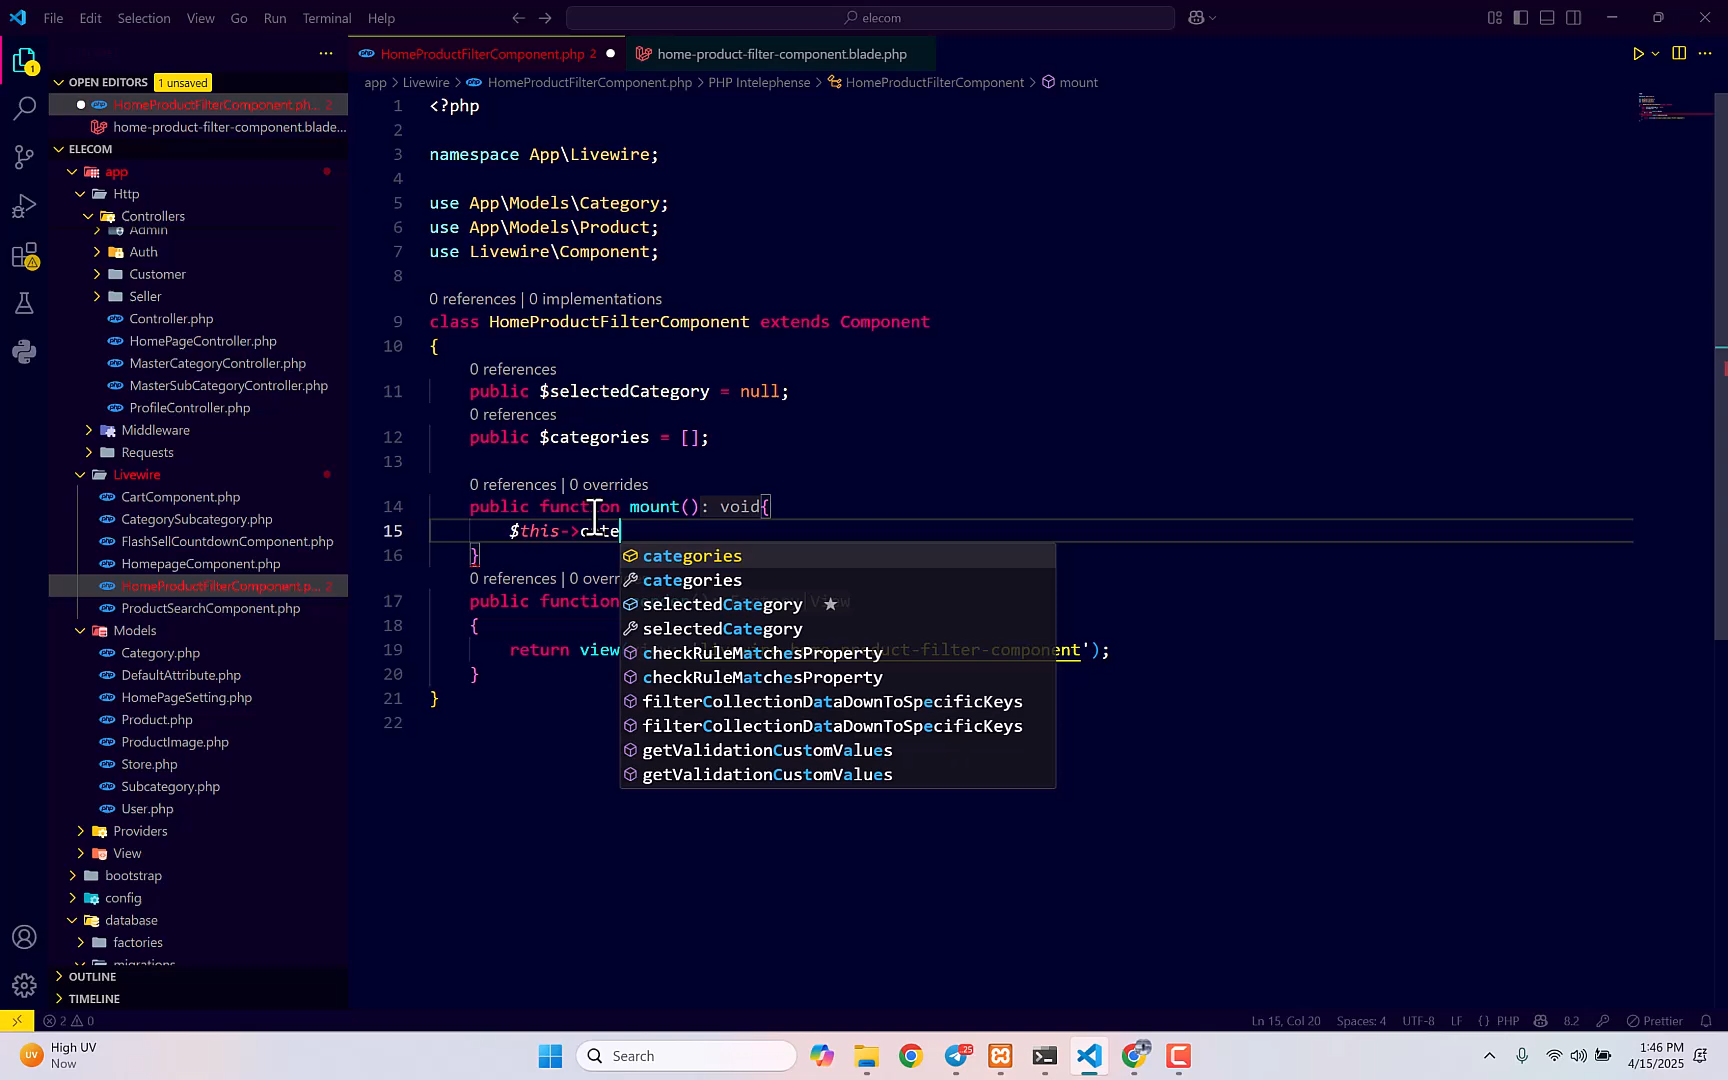 File Edit Selection View Go Run Terminal Help
elecom
HomeProductFilterComponent.php 2
home-product-filter-component.blade.php
OPEN EDITORS 1 unsaved
HomeProductFilterComponent.ph... 2
home-product-filter-component.blade...
ELECOM
app
Http
Controllers
Admin
Auth
Customer
Seller
Controller.php
HomePageController.php
MasterCategoryController.php
MasterSubCategoryController.php
ProfileController.php
Middleware
Requests
Livewire
CartComponent.php
CategorySubcategory.php
FlashSellCountdownComponent.php
HomepageComponent.php
HomeProductFilterComponent.p... 2
ProductSearchComponent.php
Models
Category.php
DefaultAttribute.php
HomePageSetting.php
Product.php
ProductImage.php
Store.php
Subcategory.php
User.php
Providers
View
bootstrap
config
database
factories
migrations
OUTLINE
TIMELINE
app > Livewire > HomeProductFilterComponent.php > PHP Intelephense > HomeProductFilterComponent > mount
1 <?php
2
3 namespace App\Livewire;
4
5 use App\Models\Category;
6 use App\Models\Product;
7 use Livewire\Component;
8
0 references | 0 implementations
9 class HomeProductFilterComponent extends Component
10 {
0 references
11 public $selectedCategory = null;
0 references
12 public $categories = [];
13
0 references | 0 overrides
14 public function mount(): void{
15 $this->cate
16 }
0 references | 0 overr
17 public function
18 {
19 return view product-filter-component');
20 }
21 }
22
categories
categories
selectedCategory ★
selectedCategory
checkRuleMatchesProperty
checkRuleMatchesProperty
filterCollectionDataDownToSpecificKeys
filterCollectionDataDownToSpecificKeys
getValidationCustomValues
getValidationCustomValues
2 0
Ln 15, Col 20 Spaces: 4 UTF-8 LF {} PHP 8.2 Prettier
UV High UV
Now
Search
25
1:46 PM
4/15/2025